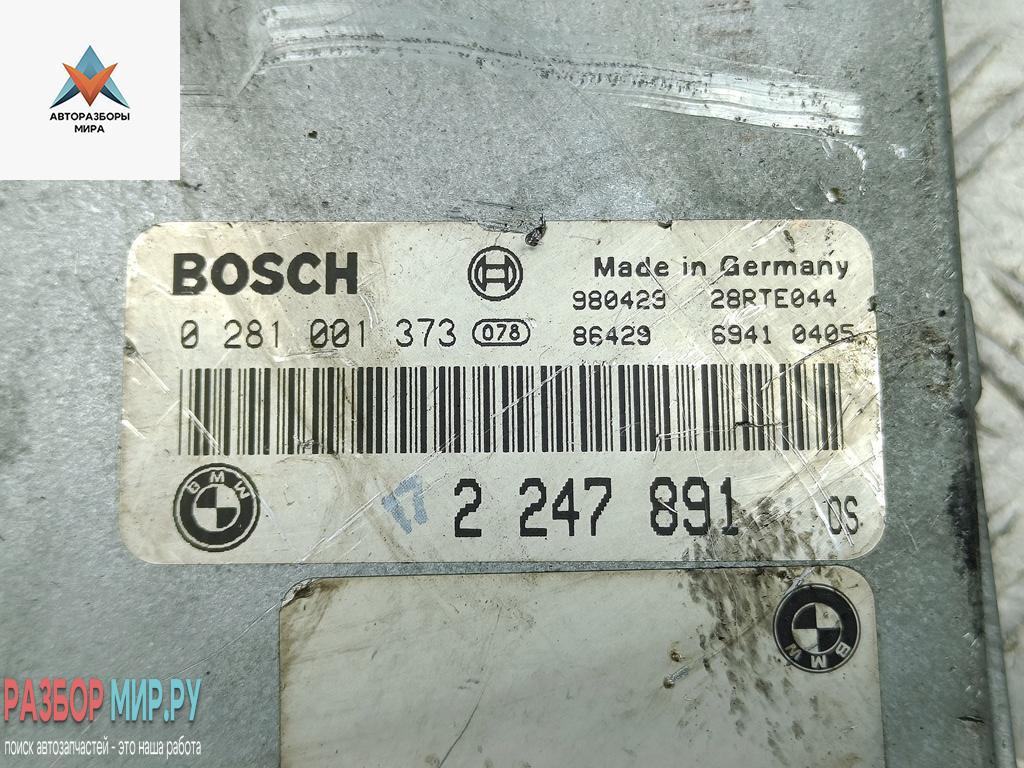 АВТОРАЗБОРЫ
МИРА
BOSCH
Made in Germany
980423 28RTE044
0 281 001 373 078 86429 6941 0405
BMW
17 2 247 891 DS
BMW
РАЗБОР МИР.РУ
поиск автозапчастей - это наша работа